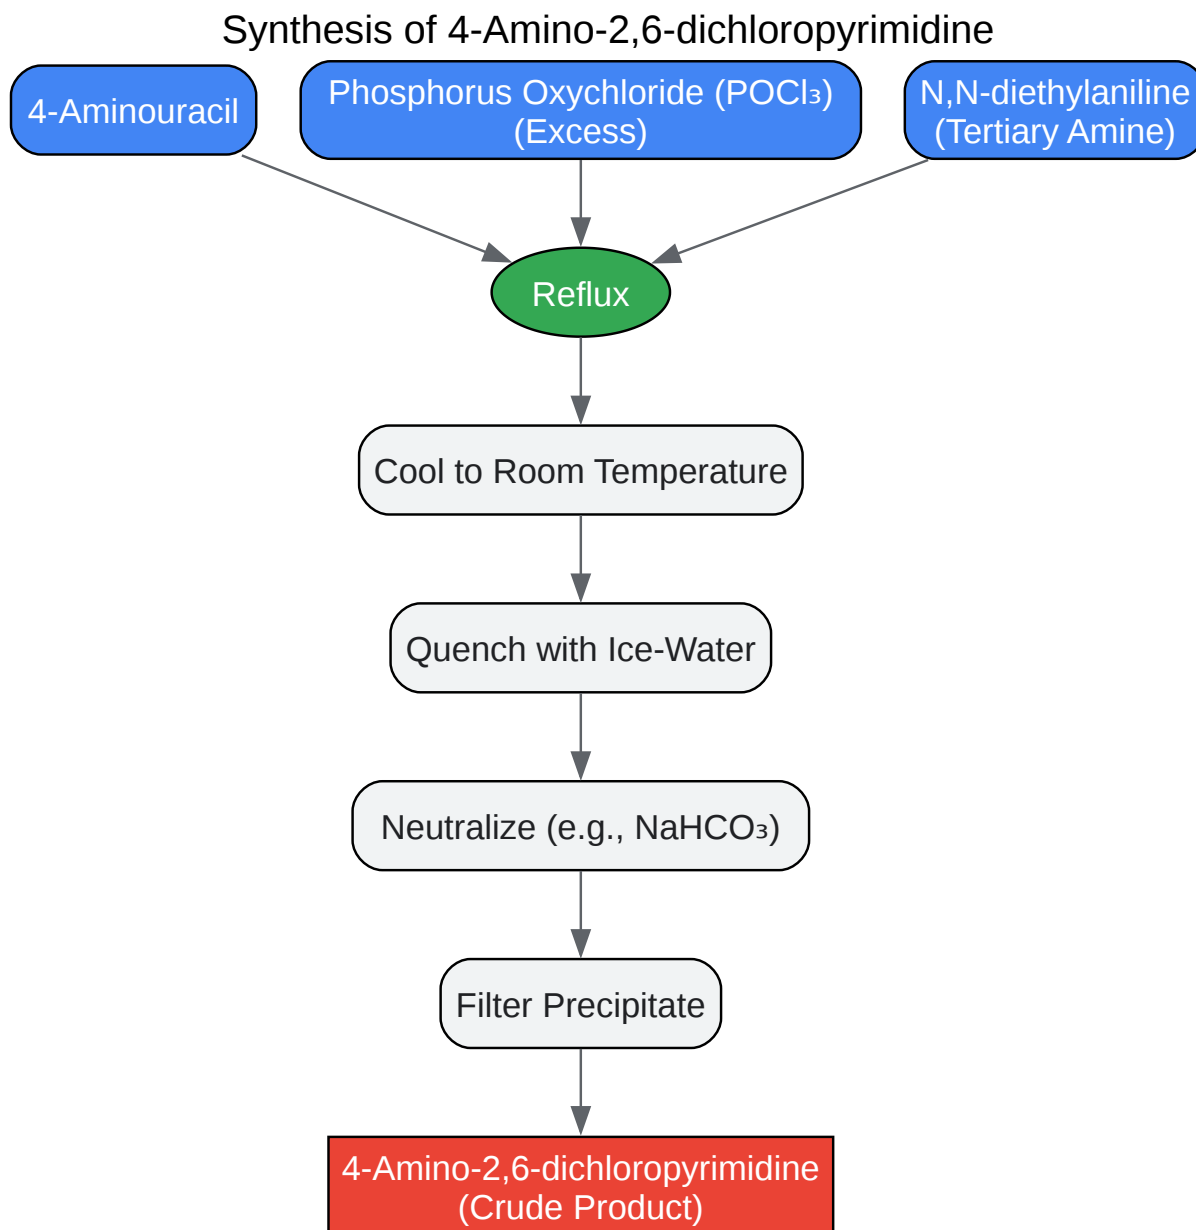 Synthesis of 4-Amino-2,6-dichloropyrimidine
4-Aminouracil
Phosphorus Oxychloride (POCl₃)
(Excess)
N,N-diethylaniline
(Tertiary Amine)
Reflux
Cool to Room Temperature
Quench with Ice-Water
Neutralize (e.g., NaHCO₃)
Filter Precipitate
4-Amino-2,6-dichloropyrimidine
(Crude Product)